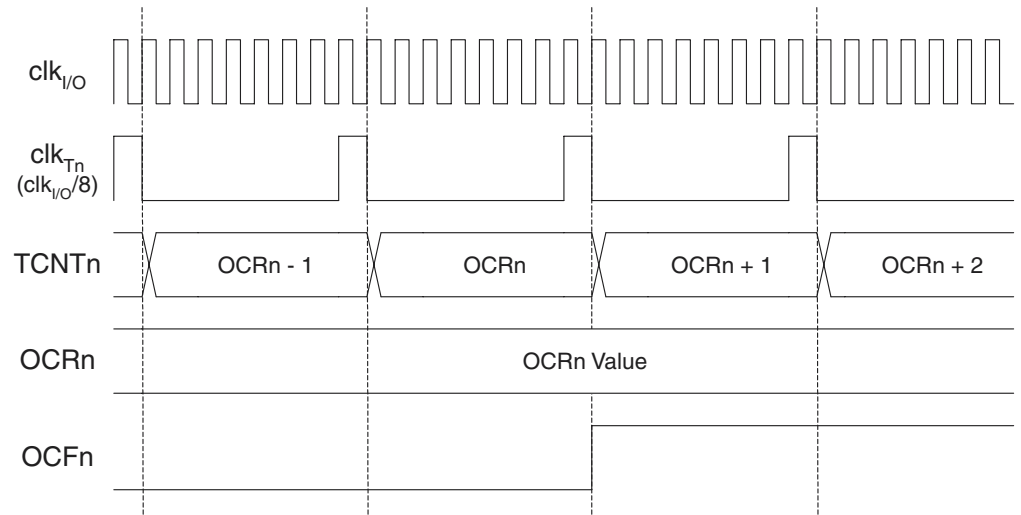 clkI/O
clkTn
(clkI/O/8)
TCNTn OCRn - 1 OCRn OCRn + 1 OCRn + 2
OCRn OCRn Value
OCFn